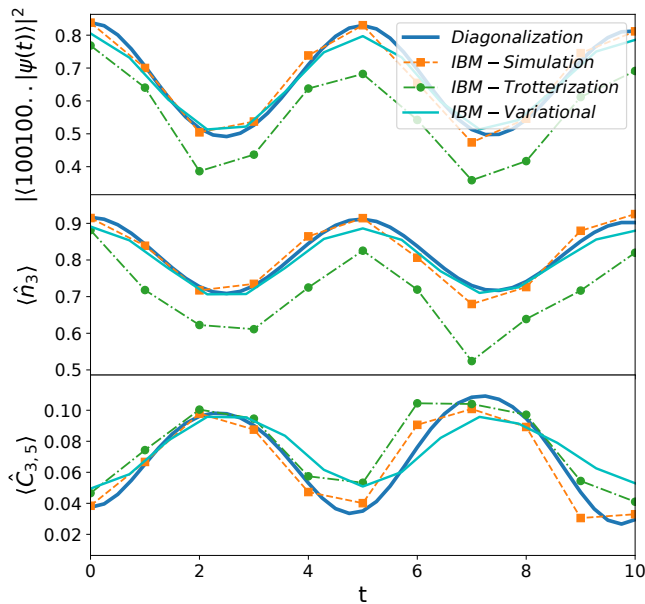 |⟨100100..|ψ(t)⟩|²
0.8
0.7
0.6
0.5
0.4
Diagonalization
IBM − Simulation
IBM − Trotterization
IBM − Variational
⟨n̂₃⟩
0.9
0.8
0.7
0.6
0.5
⟨Ĉ₃,₅⟩
0.10
0.08
0.06
0.04
0.02
0 2 4 6 8 10
t